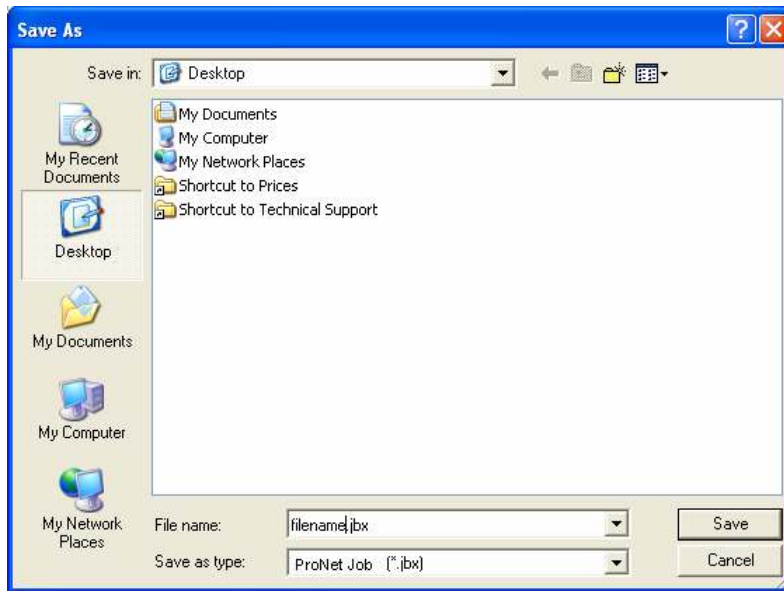 Save As
Save in:
Desktop
My Recent
Documents
Desktop
My Documents
My Computer
My Network
Places
My Documents
My Computer
My Network Places
Shortcut to Prices
Shortcut to Technical Support
File name:
filename.jbx
Save
Save as type:
ProNet Job (*.jbx)
Cancel